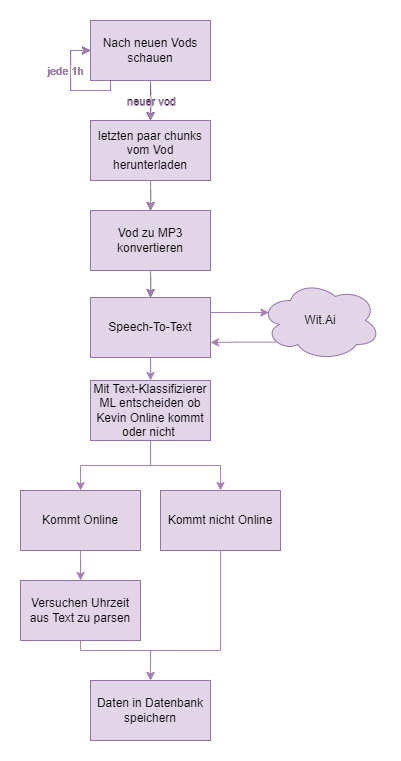 Nach neuen Vods
schauen
jede 1h
neuer vod
letzten paar chunks
vom Vod
herunterladen
Vod zu MP3
konvertieren
Speech-To-Text
Wit.Ai
Mit Text-Klassifizierer
ML entscheiden ob
Kevin Online kommt
oder nicht
Kommt Online
Kommt nicht Online
Versuchen Uhrzeit
aus Text zu parsen
Daten in Datenbank
speichern